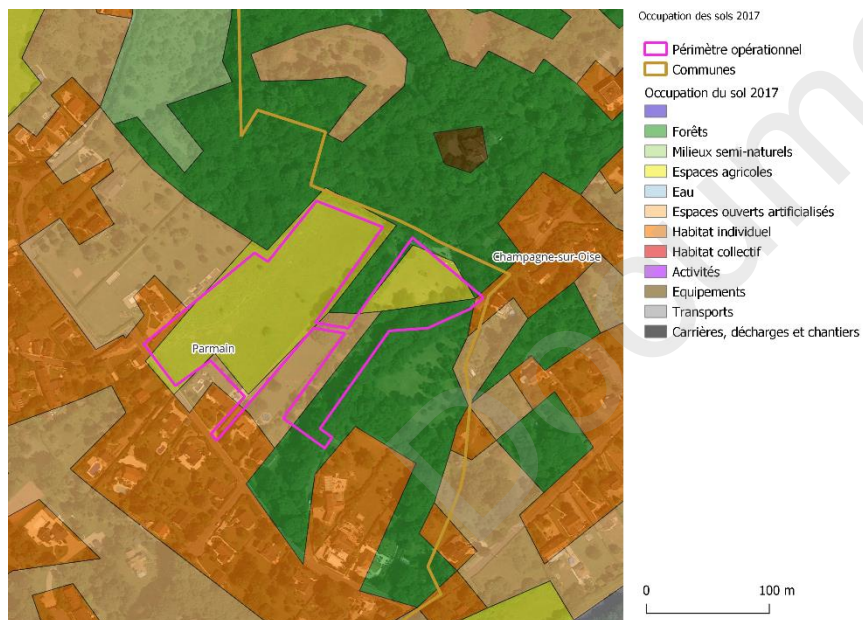 Occupation des sols 2017
Périmètre opérationnel
Communes
Occupation du sol 2017
Forêts
Milieux semi-naturels
Espaces agricoles
Eau
Espaces ouverts artificialisés
Habitat individuel
Habitat collectif
Activités
Equipements
Transports
Carrières, décharges et chantiers
Champagne-sur-Oise
Parmain
0 100 m